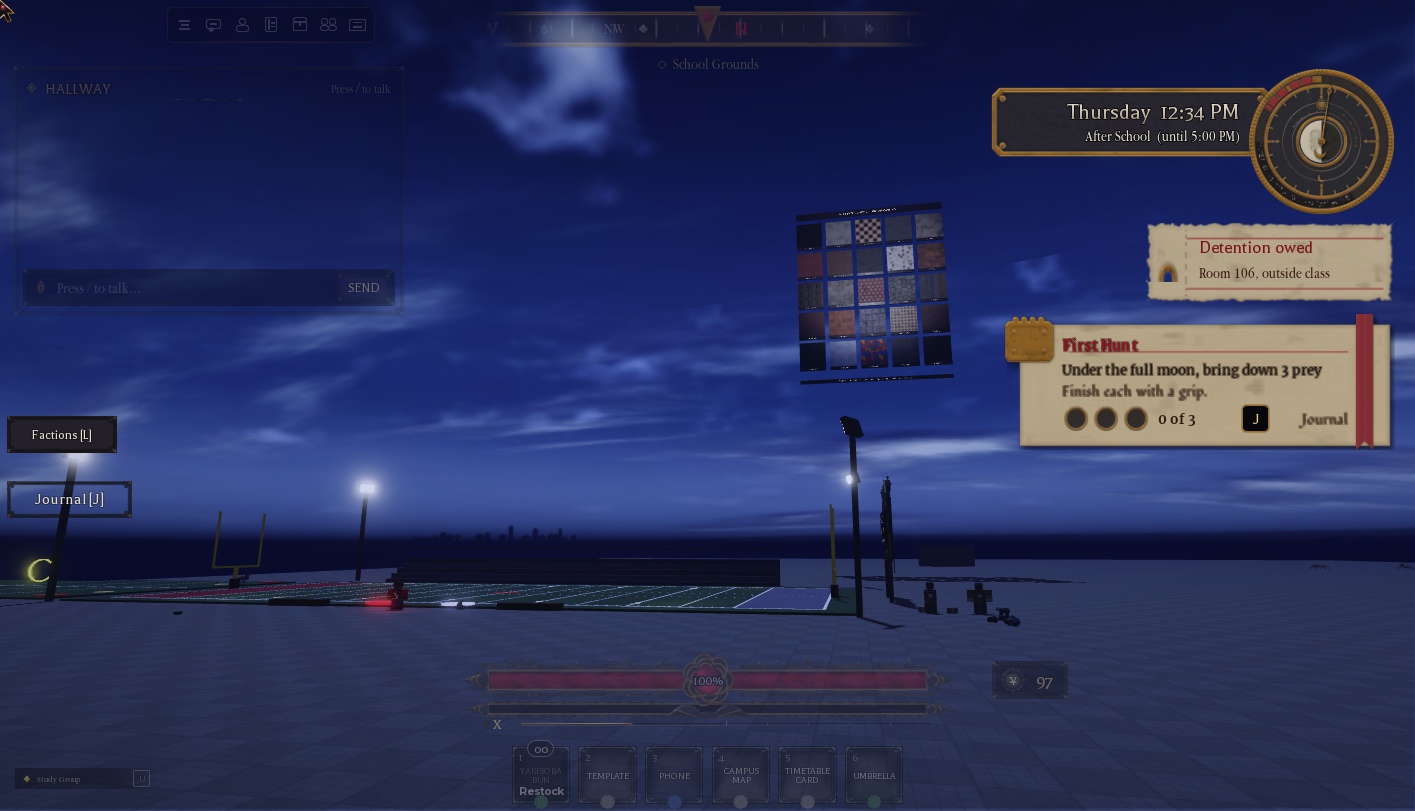 NW
N
School Grounds
HALLWAY
Press / to talk
Thursday 12:34 PM
After School (until 5:00 PM)
Detention owed
Room 106, outside class
First Hunt
Under the full moon, bring down 3 prey
Finish each with a grip.
0 of 3
J
Journal
Press / to talk...
SEND
Factions [L]
Journal [J]
C
100%
¥ 97
X
∞
1
YAKISOBA BUN
Restock
2
TEMPLATE
3
PHONE
4
CAMPUS MAP
5
TIMETABLE CARD
6
UMBRELLA
Study Group
U